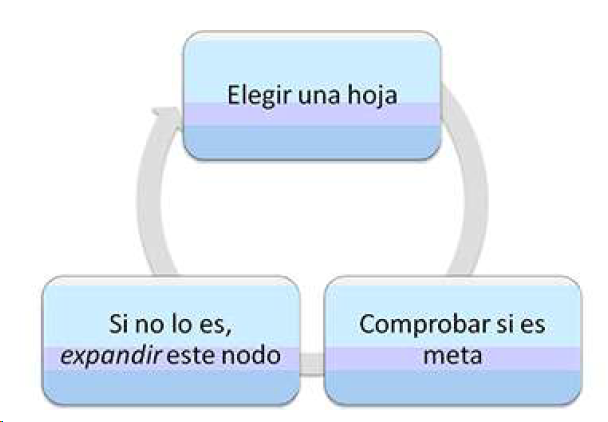 Elegir una hoja
Comprobar si es
meta
Si no lo es,
expandir este nodo